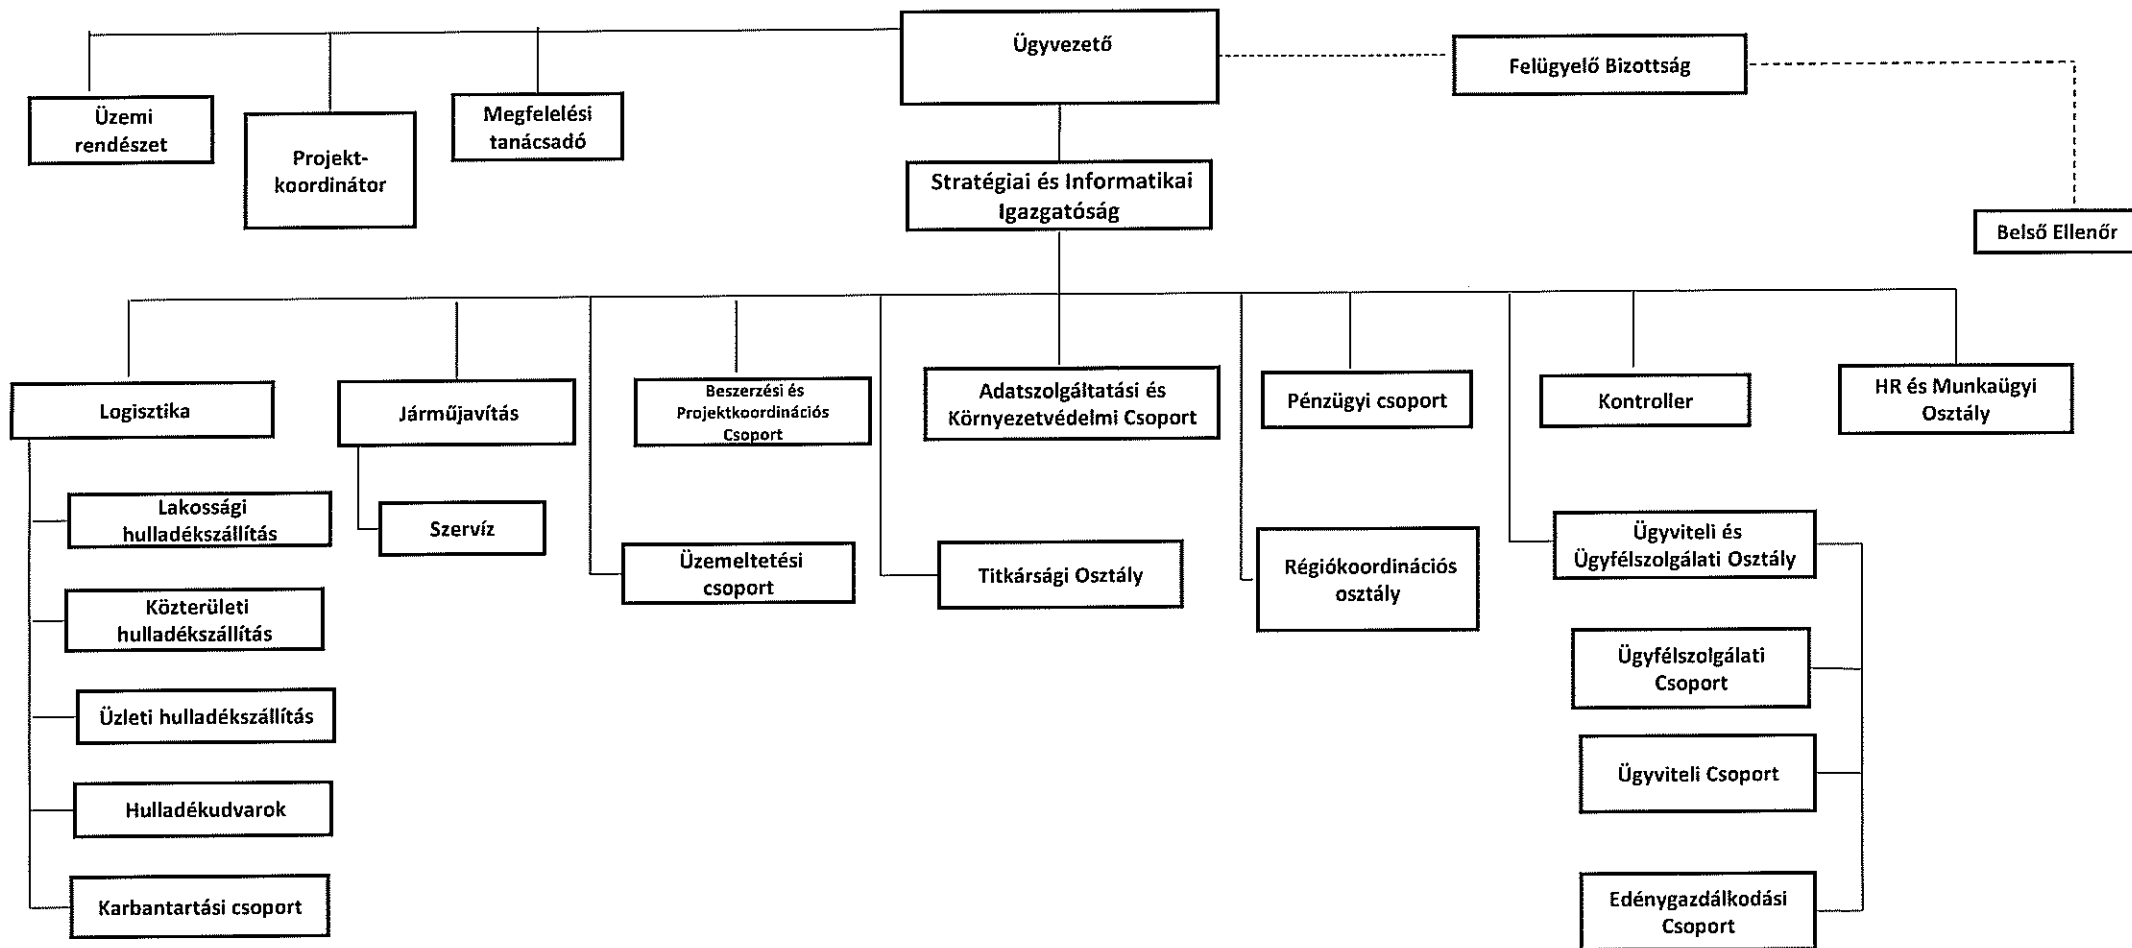 Ügyvezető
Felügyelő Bizottság
Üzemi
rendészet
Projekt-
koordinátor
Megfelelési
tanácsadó
Stratégiai és Informatikai
Igazgatóság
Belső Ellenőr
Logisztika
Járműjavítás
Beszerzési és
Projektkoordinációs
Csoport
Adatszolgáltatási és
Környezetvédelmi Csoport
Pénzügyi csoport
Kontroller
HR és Munkaügyi
Osztály
Lakossági
hulladékszállítás
Szervíz
Üzemeltetési
csoport
Titkársági Osztály
Régiókoordinációs
osztály
Ügyviteli és
Ügyfélszolgálati Osztály
Közterületi
hulladékszállítás
Ügyfélszolgálati
Csoport
Üzleti hulladékszállítás
Ügyviteli Csoport
Hulladékudvarok
Karbantartási csoport
Edénygazdálkodási
Csoport